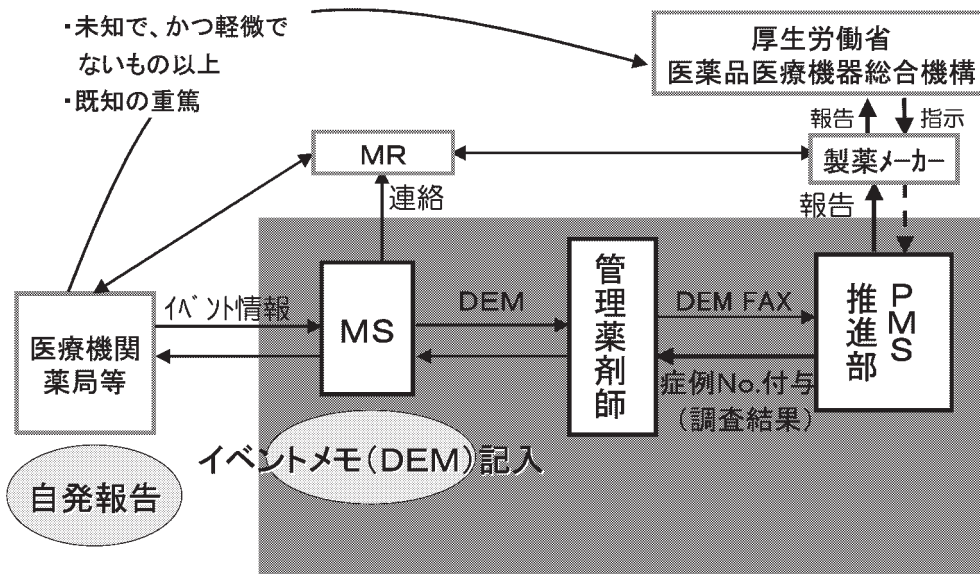 ・未知で、かつ軽微で
ないもの以上
・既知の重篤
厚生労働省
医薬品医療機器総合機構
報告
指示
MR
製薬メーカー
連絡
報告
医療機関
薬局等
ｲﾍﾞﾝﾄ情報
MS
DEM
管理薬剤師
DEM FAX
症例No.付与
（調査結果）
PMS
推進部
イベントメモ（DEM）記入
自発報告